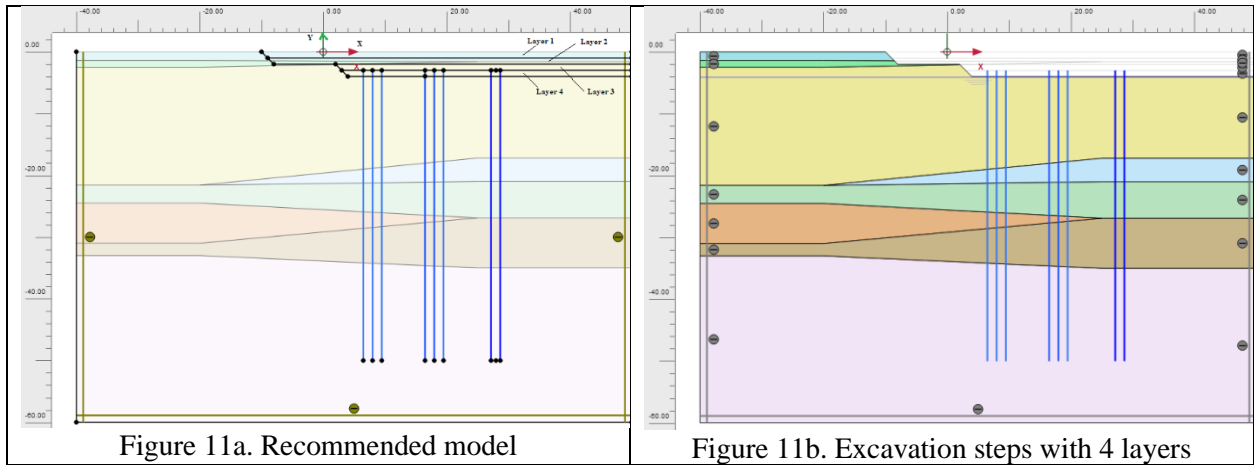 -40.00 -20.00 0.00 20.00 40.00
0.00
-20.00
-40.00
-60.00
Y
X
X
Layer 1
Layer 2
Layer 4
Layer 3
Figure 11a. Recommended model
-40.00 -20.00 0.00 20.00 40.00
0.00
-20.00
-40.00
-60.00
X
Figure 11b. Excavation steps with 4 layers